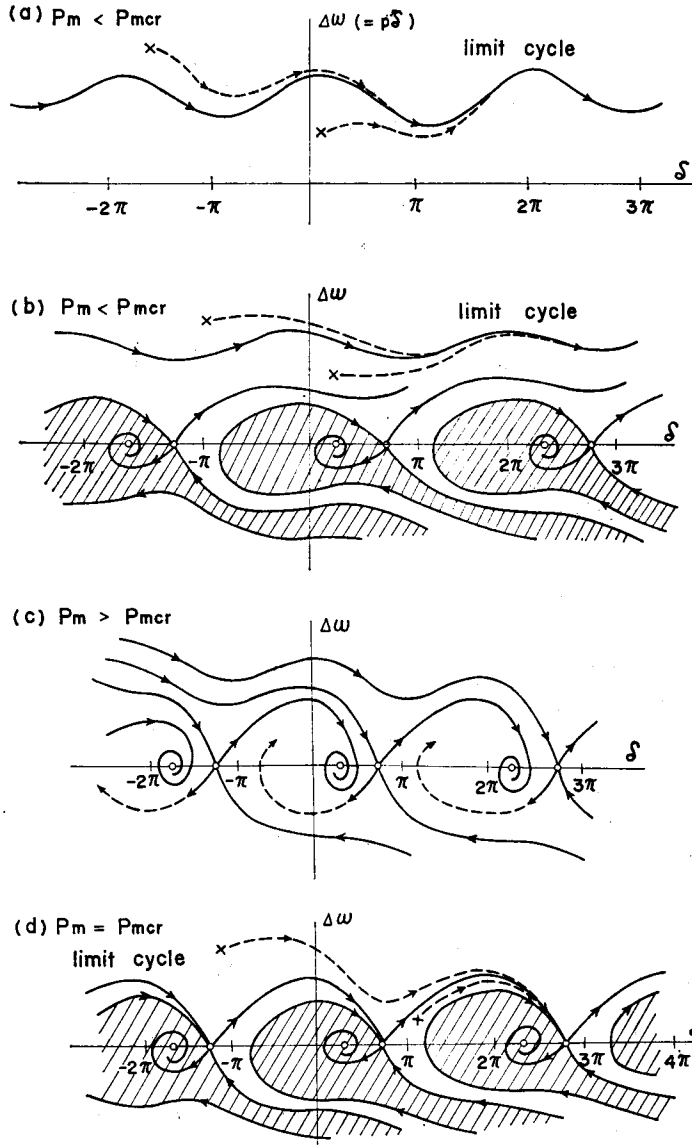 (a) Pm < Pmcr
Δω (= pδ)
limit cycle
δ
-2π -π π 2π 3π
(b) Pm < Pmcr
Δω
limit cycle
δ
-2π -π π 2π 3π
(c) Pm > Pmcr
Δω
δ
-2π -π π 2π 3π
(d) Pm = Pmcr
Δω
limit cycle
-2π -π π 2π 3π 4π